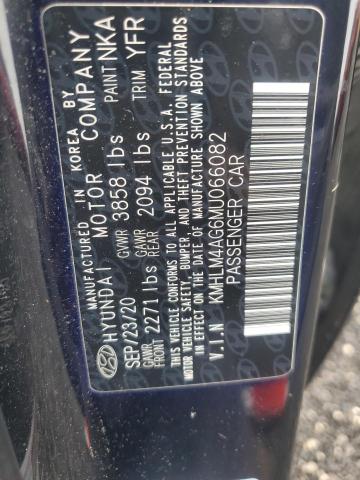 MANUFACTURED IN KOREA BY
HYUNDAI MOTOR COMPANY
SEP/23/20 GVWR 3858 lbs PAINT NKA
GAWR FRONT 2271 lbs GAWR REAR 2094 lbs TRIM YFR
THIS VEHICLE CONFORMS TO ALL APPLICABLE U.S.A. FEDERAL
MOTOR VEHICLE SAFETY, BUMPER, AND THEFT PREVENTION STANDARDS
IN EFFECT ON THE DATE OF MANUFACTURE SHOWN ABOVE
V.I.N KMHLM4AG6MU066082
PASSENGER CAR